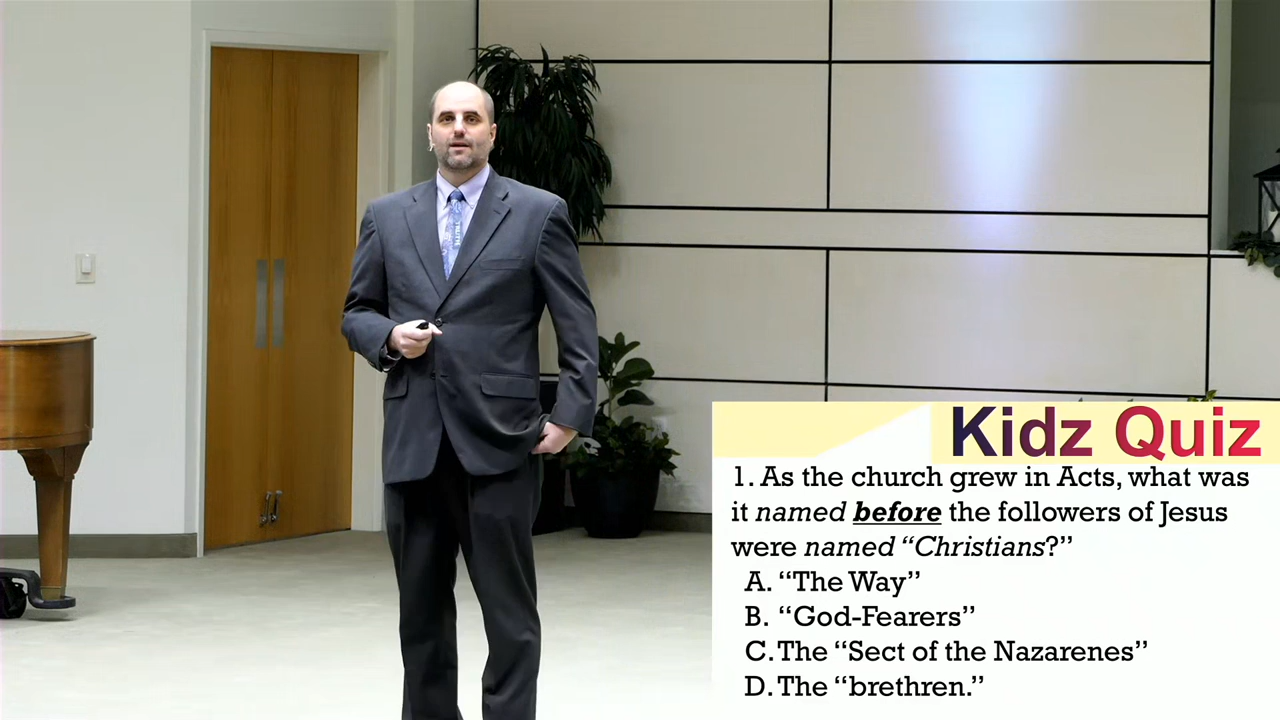 Kidz Quiz
1. As the church grew in Acts, what was
it named before the followers of Jesus
were named “Christians?”
A. “The Way”
B. “God-Fearers”
C. The “Sect of the Nazarenes”
D. The “brethren.”